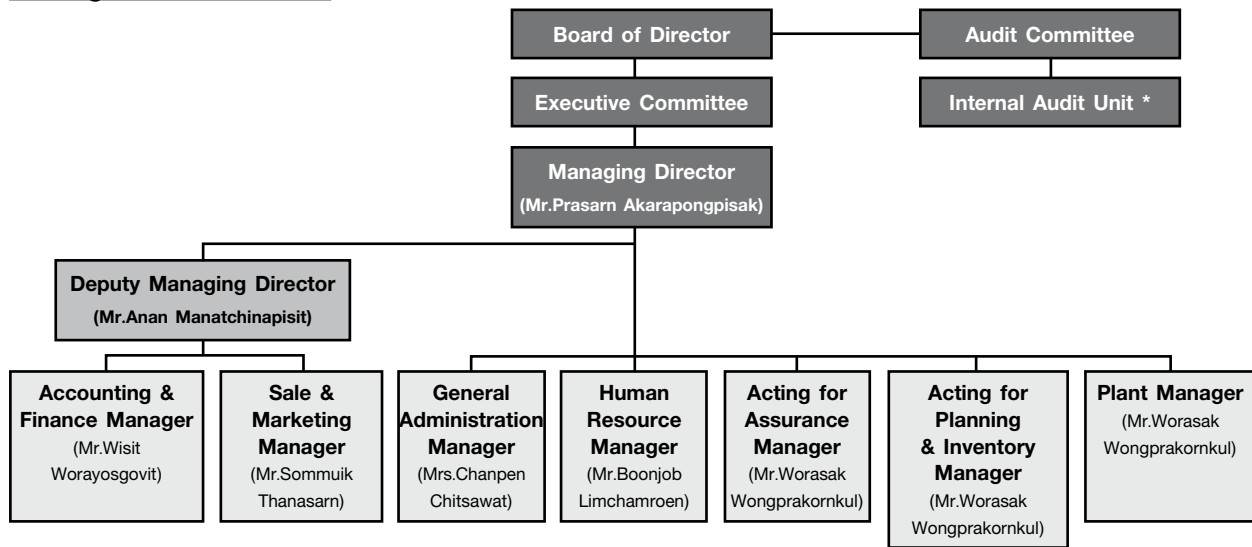 Board of Director
Audit Committee
Executive Committee
Internal Audit Unit *
Managing Director
(Mr.Prasarn Akarapongpisak)
Deputy Managing Director
(Mr.Anan Manatchinapisit)
Accounting &
Finance Manager
(Mr.Wisit
Worayosgovit)
Sale &
Marketing
Manager
(Mr.Sommuik
Thanasarn)
General
Administration
Manager
(Mrs.Chanpen
Chitsawat)
Human
Resource
Manager
(Mr.Boonjob
Limchamroen)
Acting for
Assurance
Manager
(Mr.Worasak
Wongprakornkul)
Acting for
Planning
& Inventory
Manager
(Mr.Worasak
Wongprakornkul)
Plant Manager
(Mr.Worasak
Wongprakornkul)